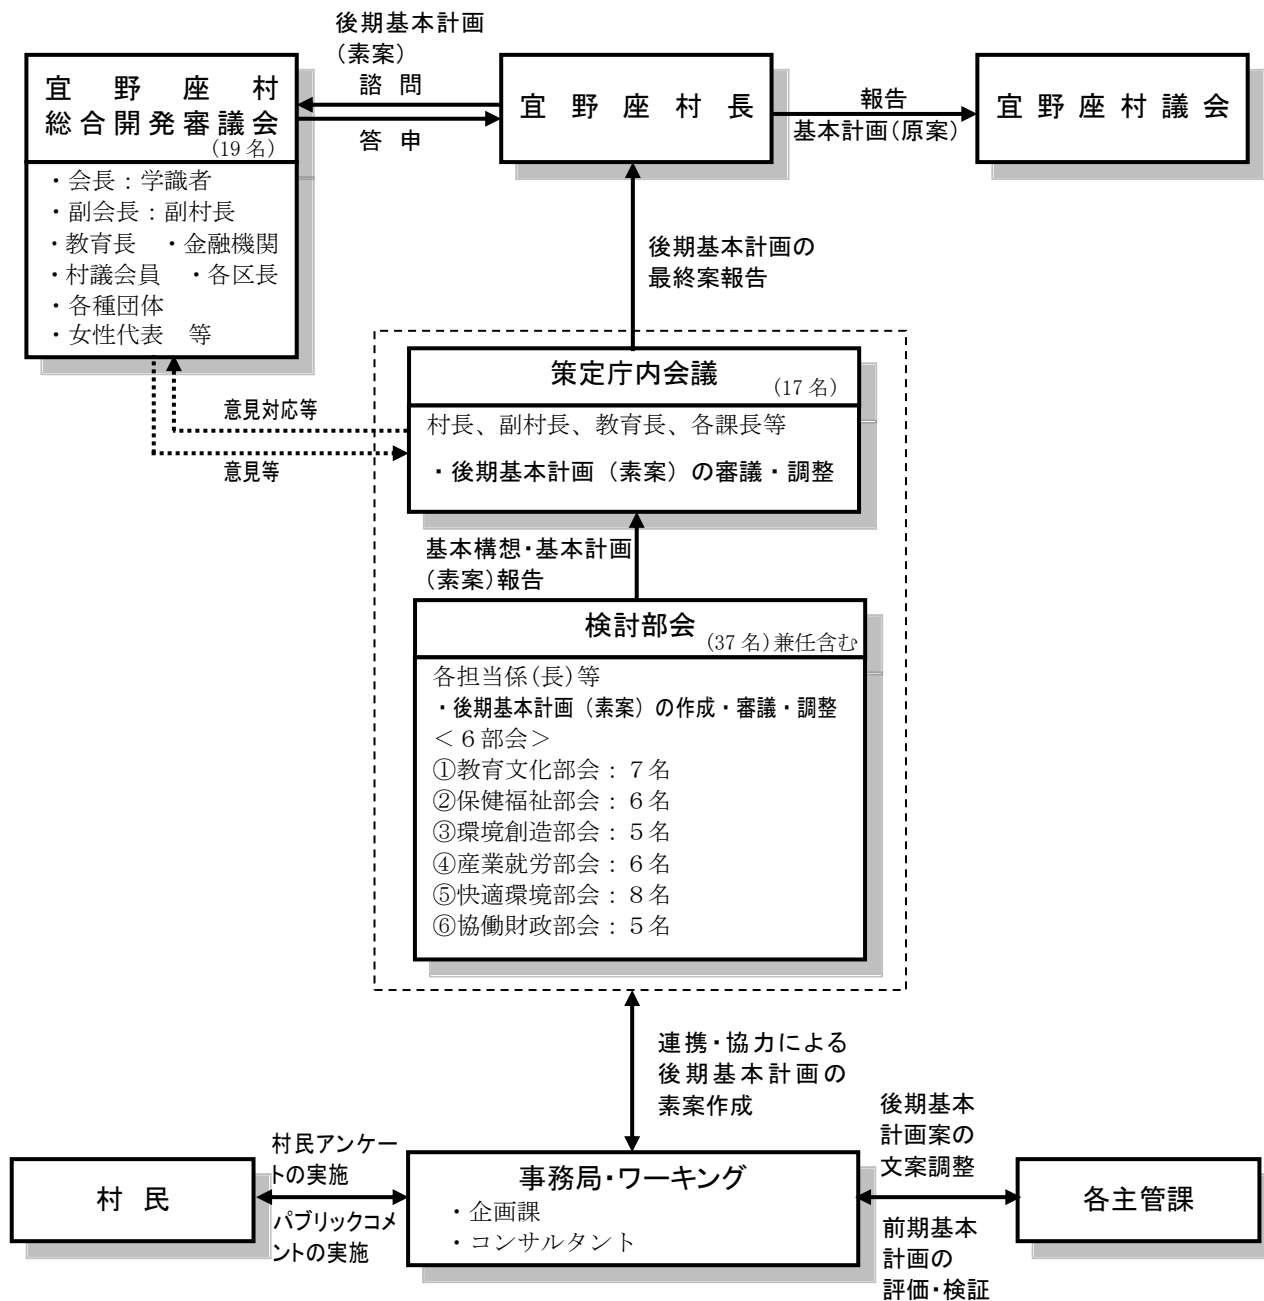 後期基本計画
(素案)
諮 問
答 申
宜 野 座 村
総合開発審議会
(19 名)
・会長：学識者
・副会長：副村長
・教育長 ・金融機関
・村議会員 ・各区長
・各種団体
・女性代表 等
宜 野 座 村 長
報告
基本計画(原案)
宜 野 座 村 議 会
後期基本計画の
最終案報告
意見対応等
意見等
策定庁内会議
(17 名)
村長、副村長、教育長、各課長等
・後期基本計画（素案）の審議・調整
基本構想・基本計画
(素案)報告
検討部会
(37 名)兼任含む
各担当係(長)等
・後期基本計画（素案）の作成・審議・調整
＜６部会＞
①教育文化部会：７名
②保健福祉部会：６名
③環境創造部会：５名
④産業就労部会：６名
⑤快適環境部会：８名
⑥協働財政部会：５名
連携・協力による
後期基本計画の
素案作成
村 民
村民アンケー
トの実施
パブリックコメ
ントの実施
事務局・ワーキング
・企画課
・コンサルタント
後期基本
計画案の
文案調整
前期基本
計画の
評価・検証
各主管課